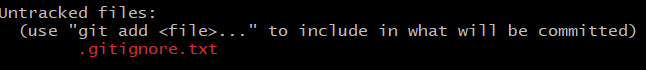 Untracked files:
  (use "git add <file>..." to include in what will be committed)
        .gitignore.txt